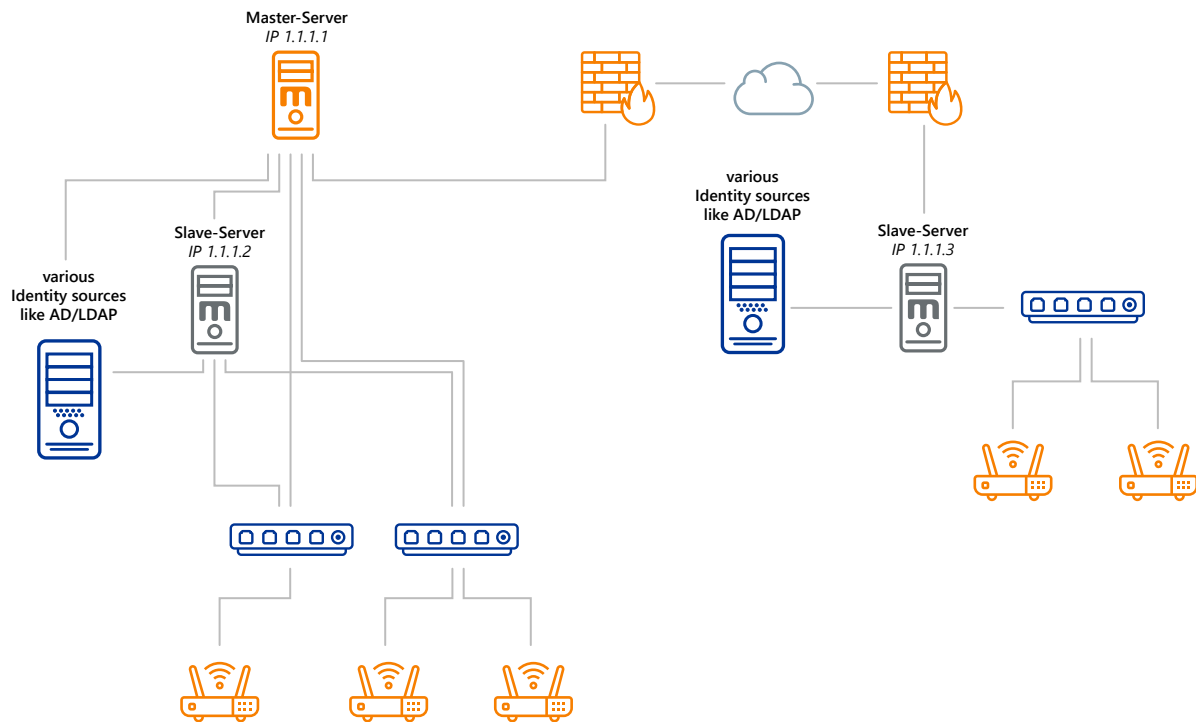 Master-Server
IP 1.1.1.1
various
Identity sources
like AD/LDAP
Slave-Server
IP 1.1.1.2
Slave-Server
IP 1.1.1.3
various
Identity sources
like AD/LDAP